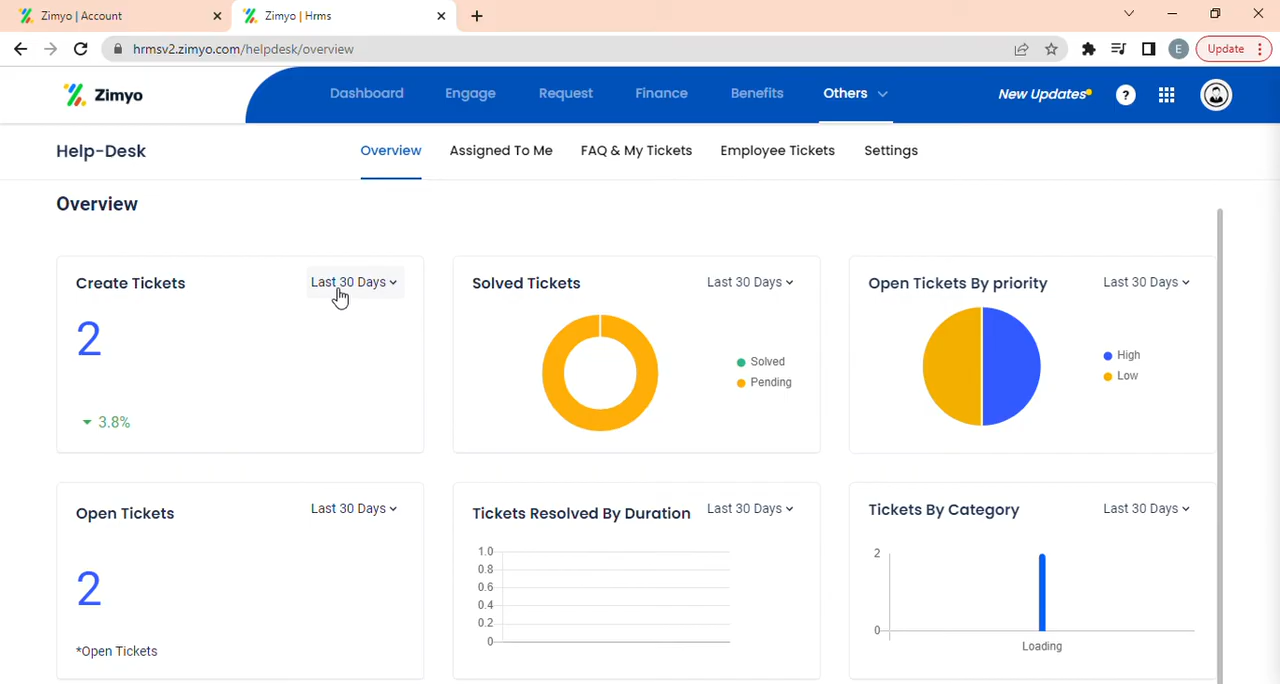 Zimyo | Account
Zimyo | Hrms
hrmsv2.zimyo.com/helpdesk/overview
E
Update
Zimyo
Dashboard
Engage
Request
Finance
Benefits
Others
New Updates
?
Help-Desk
Overview
Assigned To Me
FAQ & My Tickets
Employee Tickets
Settings
Overview
Create Tickets
Last 30 Days
2
3.8%
Solved Tickets
Last 30 Days
Solved
Pending
Open Tickets By priority
Last 30 Days
High
Low
Open Tickets
Last 30 Days
2
*Open Tickets
Tickets Resolved By Duration
Last 30 Days
1.0
0.8
0.6
0.4
0.2
0
Tickets By Category
Last 30 Days
2
0
Loading